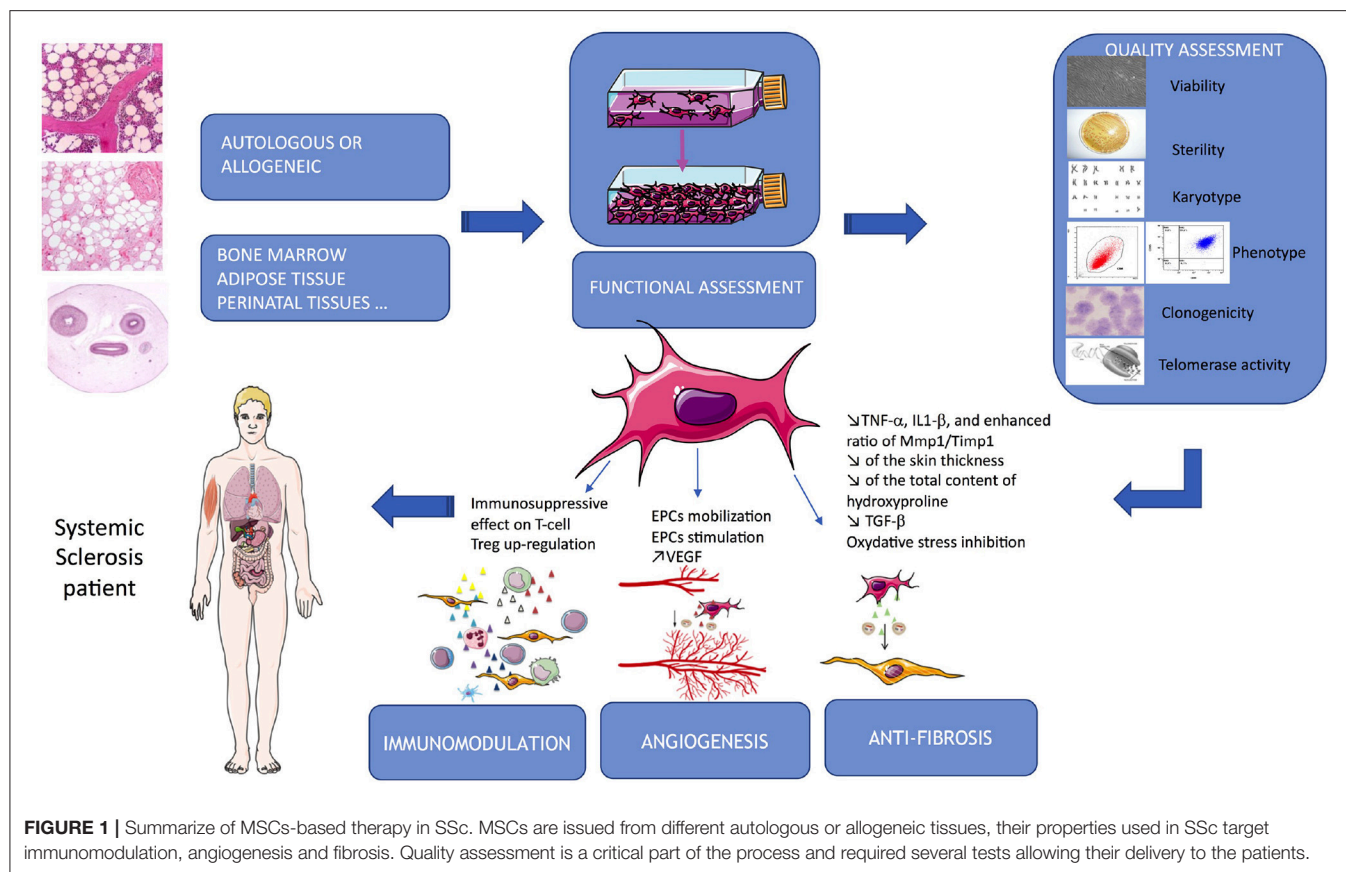 AUTOLOGOUS OR
ALLOGENEIC
BONE MARROW
ADIPOSE TISSUE
PERINATAL TISSUES ...
FUNCTIONAL ASSESSMENT
QUALITY ASSESSMENT
Viability
Sterility
Karyotype
Phenotype
Clonogenicity
Telomerase activity
Systemic
Sclerosis
patient
Immunosuppressive
effect on T-cell
Treg up-regulation
EPCs mobilization
EPCs stimulation
↗VEGF
↘TNF-α, IL1-β, and enhanced
ratio of Mmp1/Timp1
↘ of the skin thickness
↘ of the total content of
hydroxyproline
↘ TGF-β
Oxydative stress inhibition
IMMUNOMODULATION
ANGIOGENESIS
ANTI-FIBROSIS
FIGURE 1 | Summarize of MSCs-based therapy in SSc. MSCs are issued from different autologous or allogeneic tissues, their properties used in SSc target
immunomodulation, angiogenesis and fibrosis. Quality assessment is a critical part of the process and required several tests allowing their delivery to the patients.